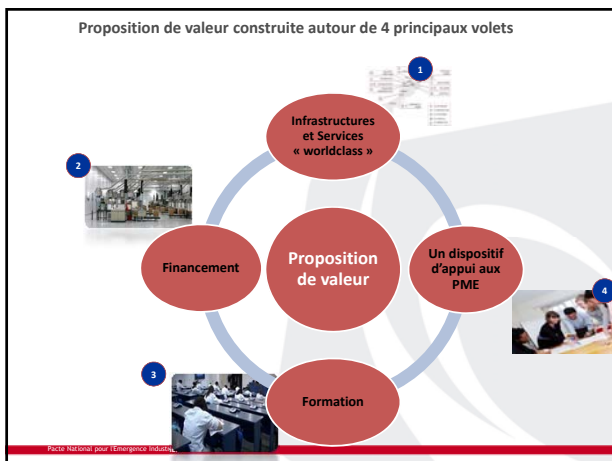 Proposition de valeur construite autour de 4 principaux volets
1
Infrastructures
et Services
« worldclass »
2
Financement
Proposition
de valeur
Un dispositif
d'appui aux
PME
4
3
Formation
Pacte National pour l'Emergence